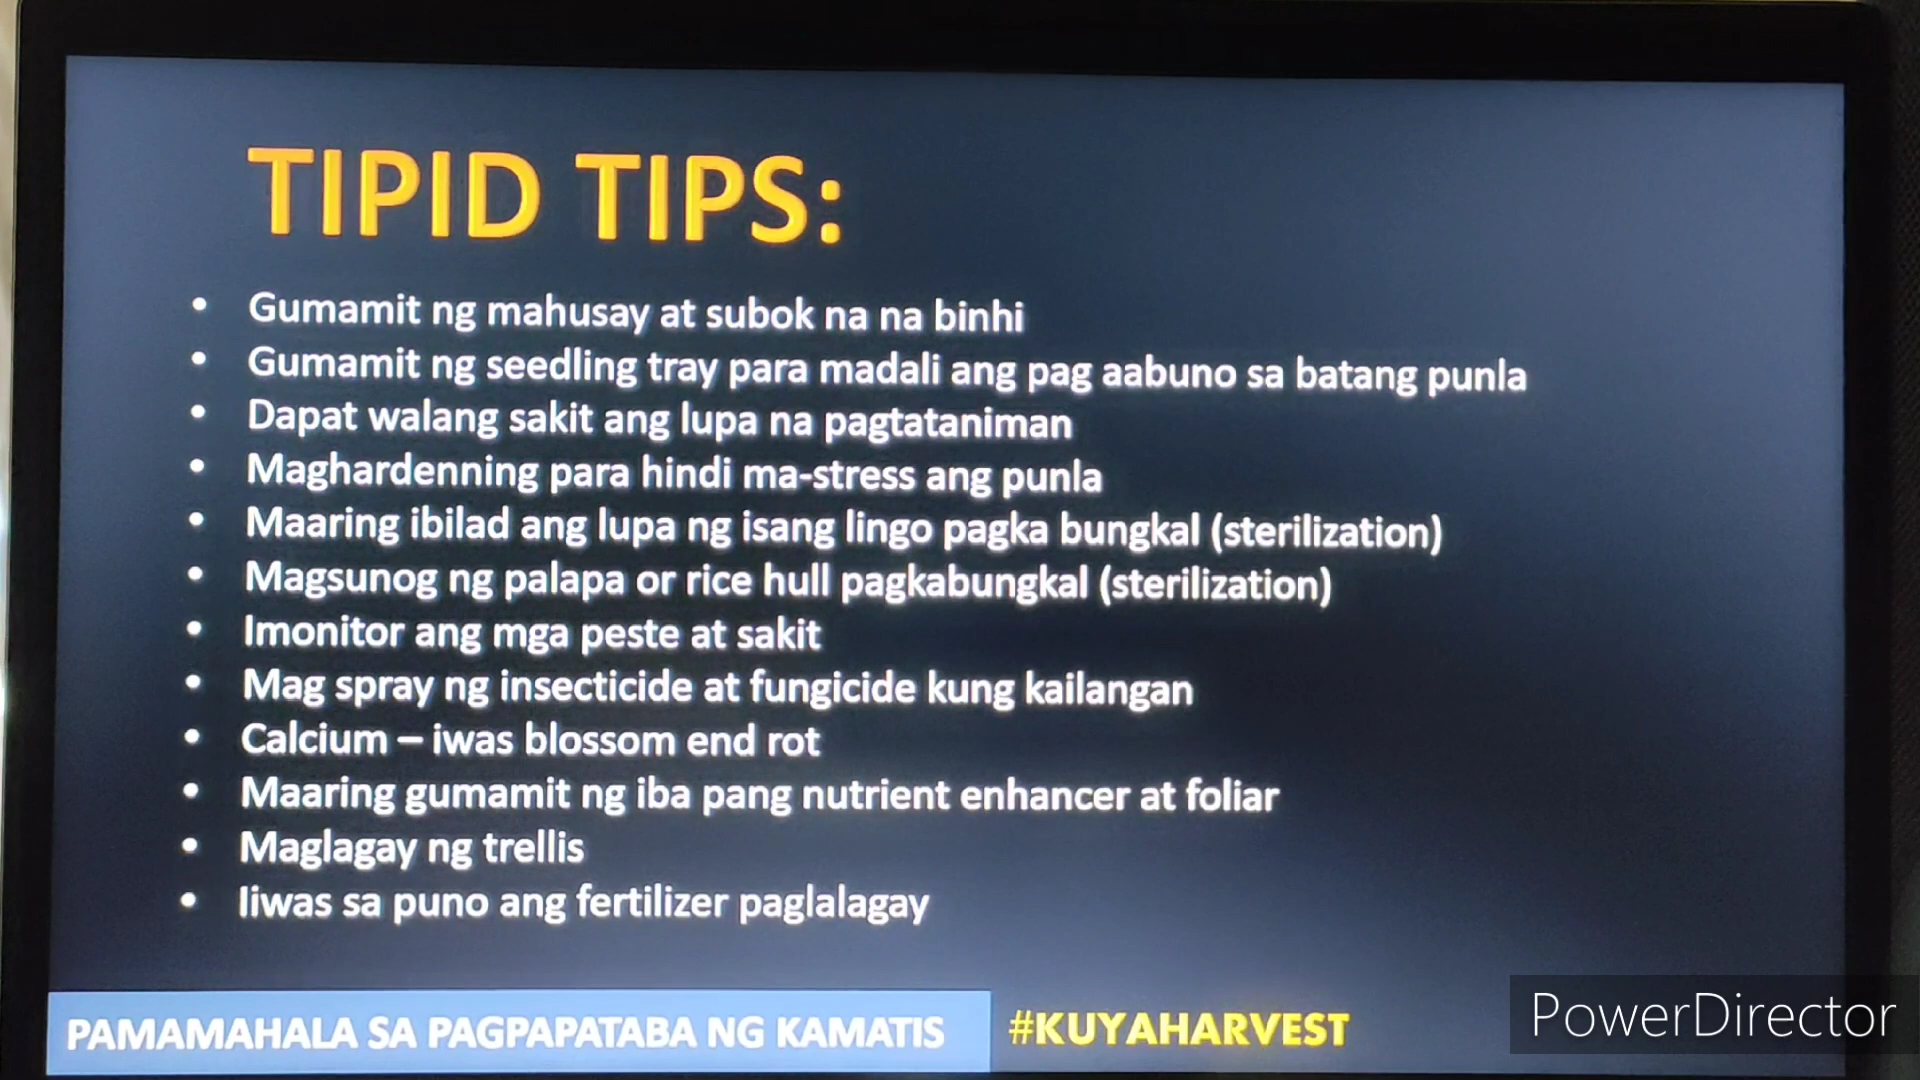 TIPID TIPS:
• Gumamit ng mahusay at subok na na binhi
• Gumamit ng seedling tray para madali ang pag aabuno sa batang punla
• Dapat walang sakit ang lupa na pagtataniman
• Maghardenning para hindi ma-stress ang punla
• Maaring ibilad ang lupa ng isang lingo pagka bungkal (sterilization)
• Magsunog ng palapa or rice hull pagkabungkal (sterilization)
• Imonitor ang mga peste at sakit
• Mag spray ng insecticide at fungicide kung kailangan
• Calcium – iwas blossom end rot
• Maaring gumamit ng iba pang nutrient enhancer at foliar
• Maglagay ng trellis
• Iiwas sa puno ang fertilizer paglalagay
PAMAMAHALA SA PAGPAPATABA NG KAMATIS #KUYAHARVEST
PowerDirector